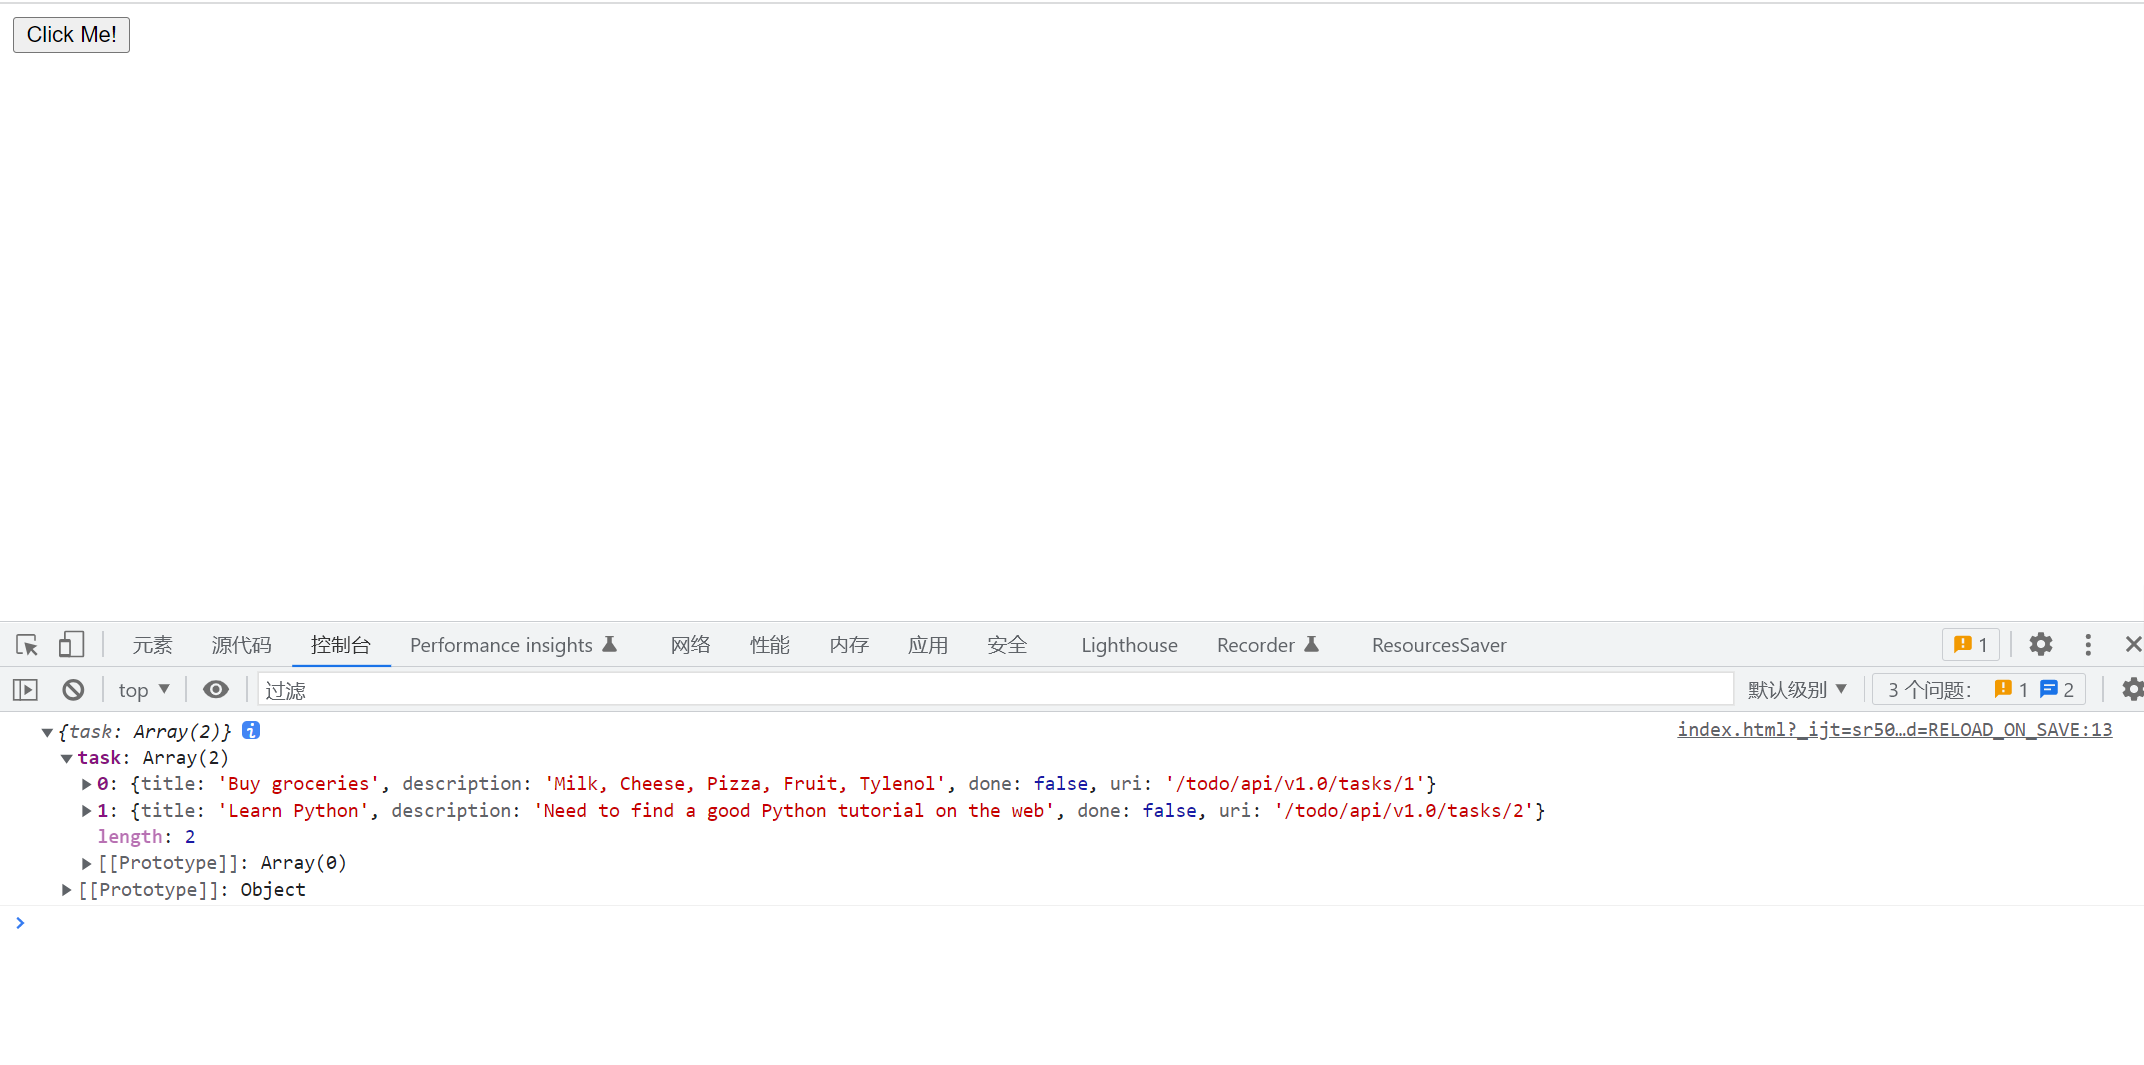 Click Me!
元素 源代码 控制台 Performance insights 网络 性能 内存 应用 安全 Lighthouse Recorder ResourcesSaver 1
top 过滤 默认级别 3 个问题: 1 2
{task: Array(2)} index.html?_ijt=sr50…d=RELOAD_ON_SAVE:13
task: Array(2)
0: {title: 'Buy groceries', description: 'Milk, Cheese, Pizza, Fruit, Tylenol', done: false, uri: '/todo/api/v1.0/tasks/1'}
1: {title: 'Learn Python', description: 'Need to find a good Python tutorial on the web', done: false, uri: '/todo/api/v1.0/tasks/2'}
length: 2
[[Prototype]]: Array(0)
[[Prototype]]: Object